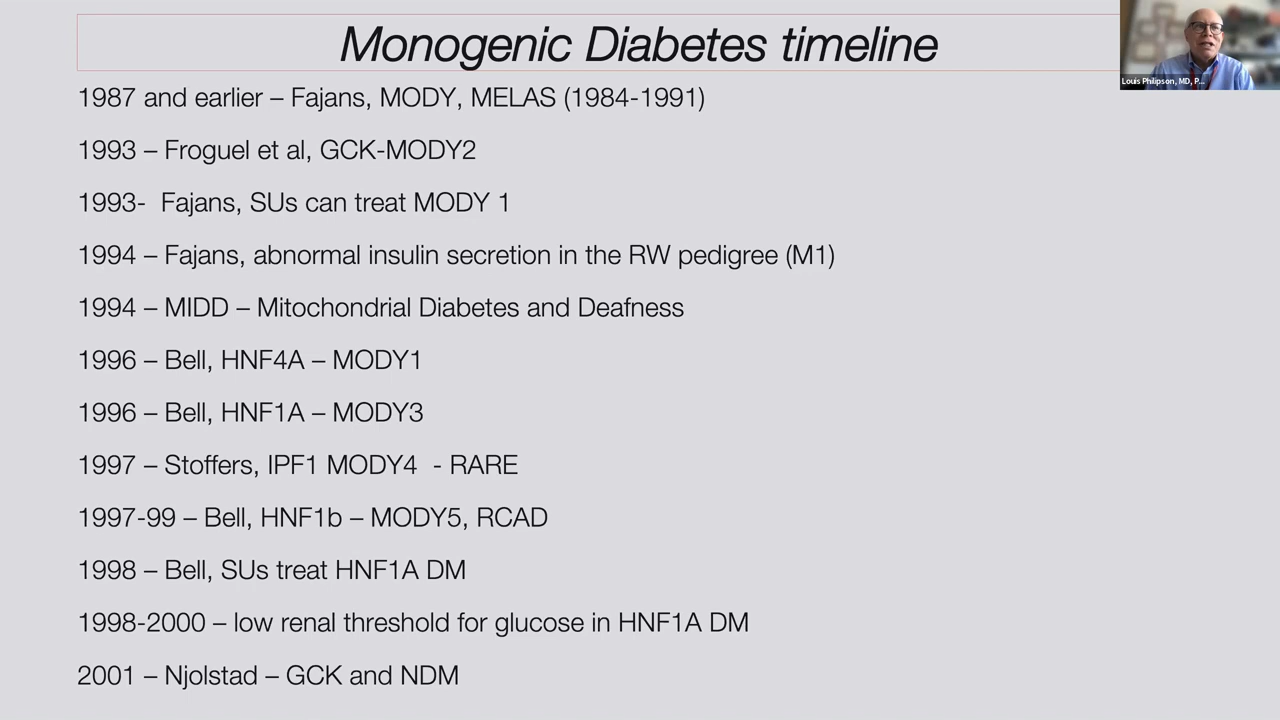 Monogenic Diabetes timeline
Louis Philipson, MD, P...
1987 and earlier – Fajans, MODY, MELAS (1984-1991)
1993 – Froguel et al, GCK-MODY2
1993-  Fajans, SUs can treat MODY 1
1994 – Fajans, abnormal insulin secretion in the RW pedigree (M1)
1994 – MIDD – Mitochondrial Diabetes and Deafness
1996 – Bell, HNF4A – MODY1
1996 – Bell, HNF1A – MODY3
1997 – Stoffers, IPF1 MODY4  - RARE
1997-99 – Bell, HNF1b – MODY5, RCAD
1998 – Bell, SUs treat HNF1A DM
1998-2000 – low renal threshold for glucose in HNF1A DM
2001 – Njolstad – GCK and NDM